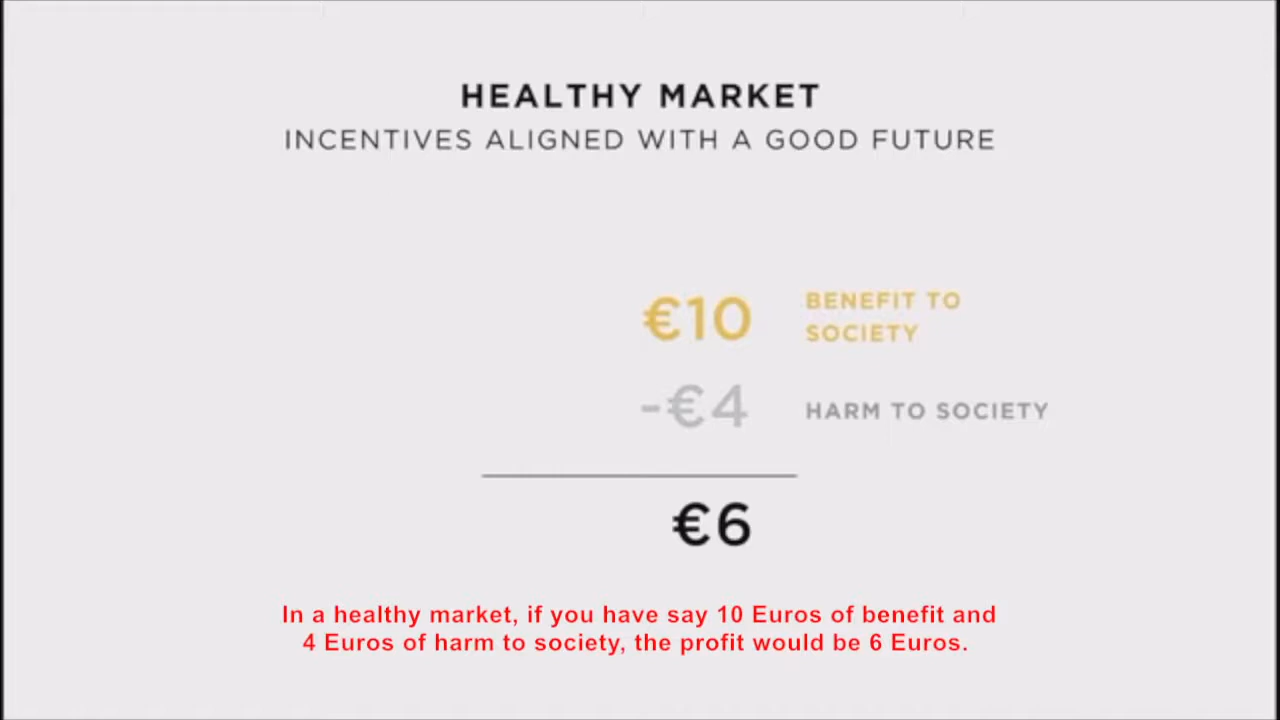 HEALTHY MARKET
INCENTIVES ALIGNED WITH A GOOD FUTURE
€10 BENEFIT TO
SOCIETY
-€4 HARM TO SOCIETY
€6
In a healthy market, if you have say 10 Euros of benefit and
4 Euros of harm to society, the profit would be 6 Euros.